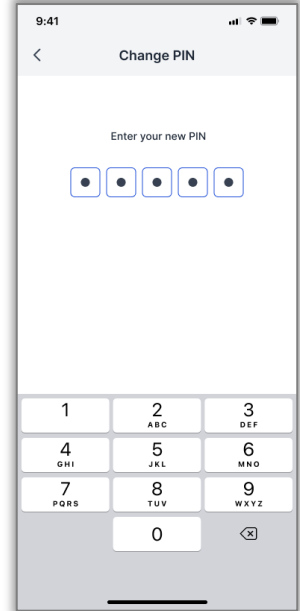 9:41
Change PIN
Enter your new PIN
1 2 3
ABC DEF
4 5 6
GHI JKL MNO
7 8 9
PQRS TUV WXYZ
0